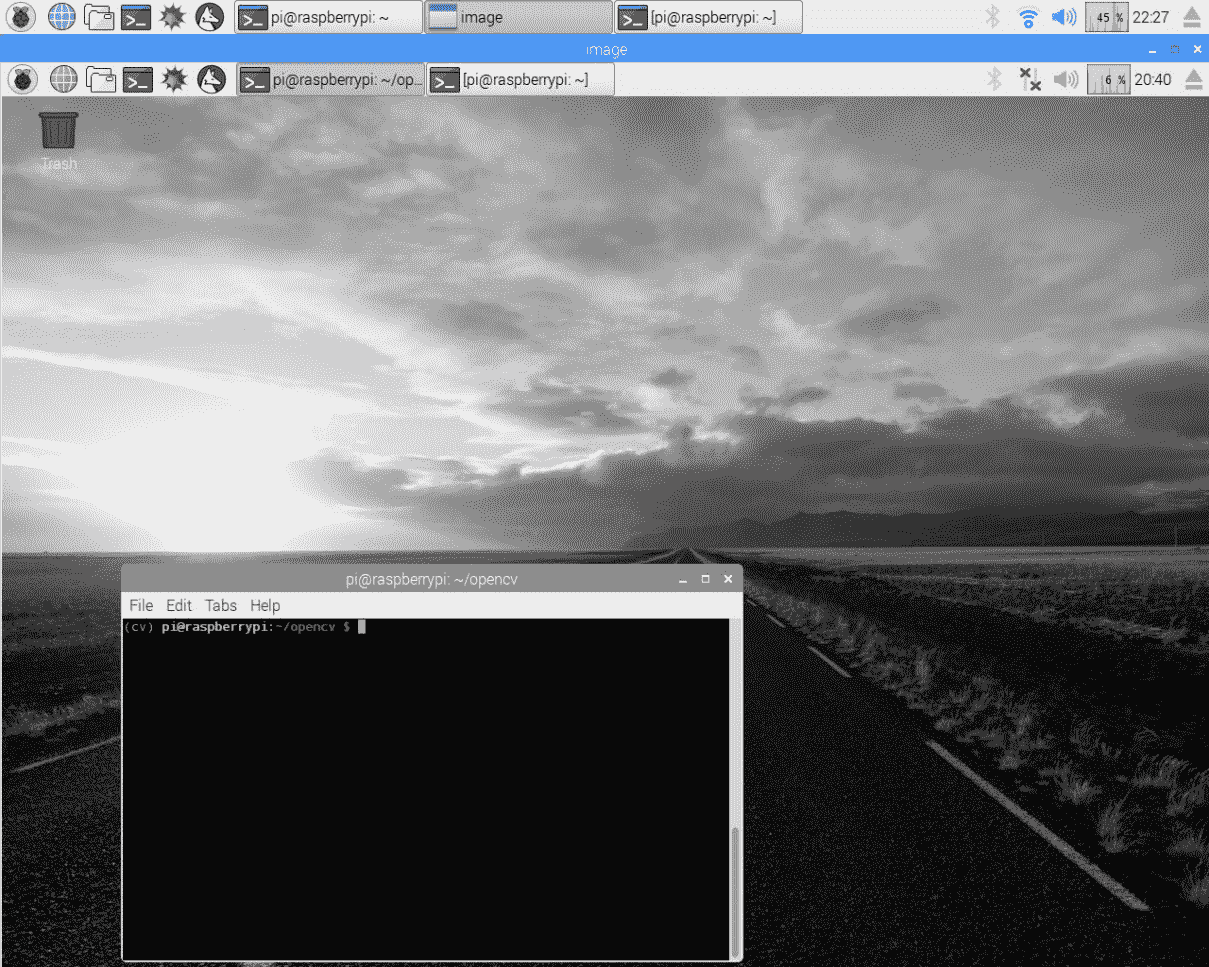 pi@raspberrypi: ~ image [pi@raspberrypi: ~] 45 % 22:27
image
pi@raspberrypi: ~/op... [pi@raspberrypi: ~] 6 % 20:40
Trash
pi@raspberrypi: ~/opencv
File Edit Tabs Help
(cv) pi@raspberrypi:~/opencv $